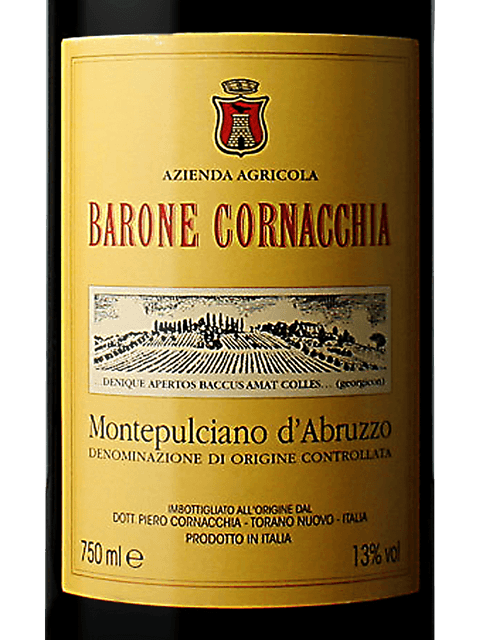 AZIENDA AGRICOLA
BARONE CORNACCHIA
...DENIQUE APERTOS BACCUS AMAT COLLES... (georgicon)
Montepulciano d'Abruzzo
DENOMINAZIONE DI ORIGINE CONTROLLATA
IMBOTTIGLIATO ALL'ORIGINE DAL
DOTT PIERO CORNACCHIA - TORANO NUOVO - ITALIA
PRODOTTO IN ITALIA
750 ml e 13% vol